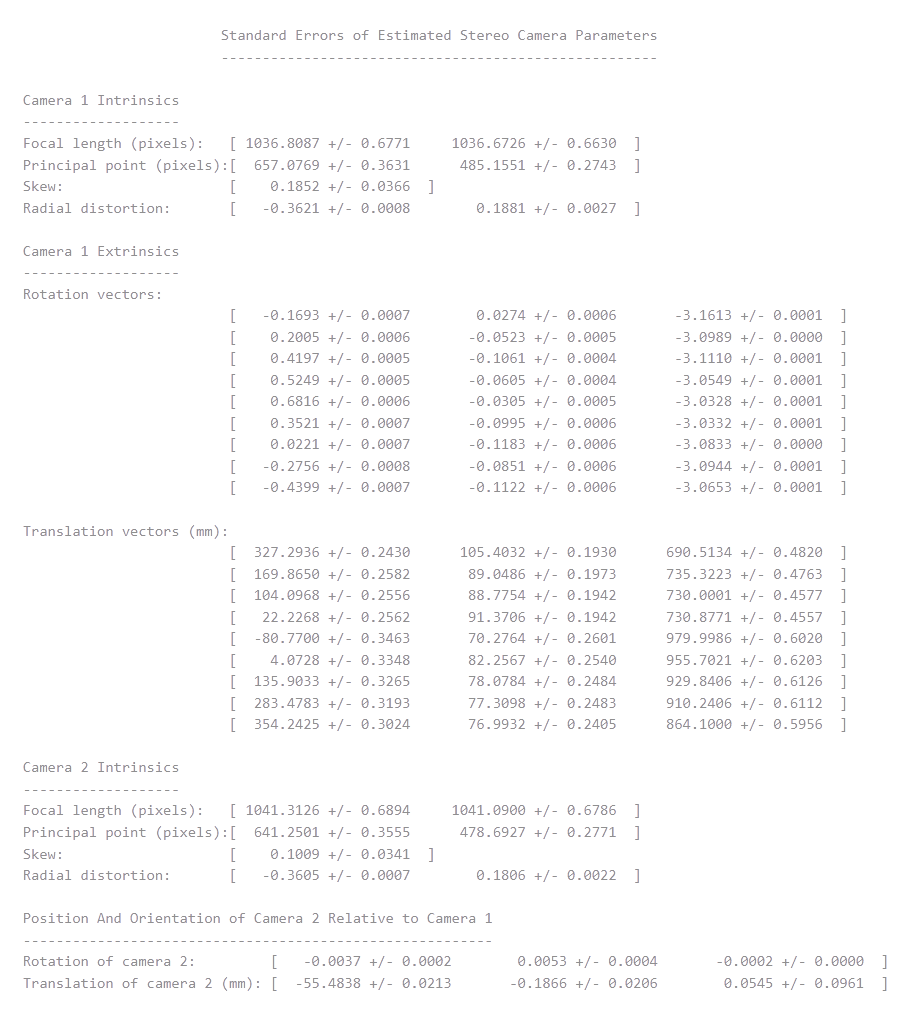 Standard Errors of Estimated Stereo Camera Parameters
-----------------------------------------------------
Camera 1 Intrinsics
-------------------
Focal length (pixels):   [ 1036.8087 +/- 0.6771     1036.6726 +/- 0.6630  ]
Principal point (pixels):[  657.0769 +/- 0.3631      485.1551 +/- 0.2743  ]
Skew:                    [    0.1852 +/- 0.0366  ]
Radial distortion:       [   -0.3621 +/- 0.0008        0.1881 +/- 0.0027  ]
Camera 1 Extrinsics
-------------------
Rotation vectors:
[   -0.1693 +/- 0.0007        0.0274 +/- 0.0006       -3.1613 +/- 0.0001  ]
[    0.2005 +/- 0.0006       -0.0523 +/- 0.0005       -3.0989 +/- 0.0000  ]
[    0.4197 +/- 0.0005       -0.1061 +/- 0.0004       -3.1110 +/- 0.0001  ]
[    0.5249 +/- 0.0005       -0.0605 +/- 0.0004       -3.0549 +/- 0.0001  ]
[    0.6816 +/- 0.0006       -0.0305 +/- 0.0005       -3.0328 +/- 0.0001  ]
[    0.3521 +/- 0.0007       -0.0995 +/- 0.0006       -3.0332 +/- 0.0001  ]
[    0.0221 +/- 0.0007       -0.1183 +/- 0.0006       -3.0833 +/- 0.0000  ]
[   -0.2756 +/- 0.0008       -0.0851 +/- 0.0006       -3.0944 +/- 0.0001  ]
[   -0.4399 +/- 0.0007       -0.1122 +/- 0.0006       -3.0653 +/- 0.0001  ]
Translation vectors (mm):
[  327.2936 +/- 0.2430      105.4032 +/- 0.1930      690.5134 +/- 0.4820  ]
[  169.8650 +/- 0.2582       89.0486 +/- 0.1973      735.3223 +/- 0.4763  ]
[  104.0968 +/- 0.2556       88.7754 +/- 0.1942      730.0001 +/- 0.4577  ]
[   22.2268 +/- 0.2562       91.3706 +/- 0.1942      730.8771 +/- 0.4557  ]
[  -80.7700 +/- 0.3463       70.2764 +/- 0.2601      979.9986 +/- 0.6020  ]
[    4.0728 +/- 0.3348       82.2567 +/- 0.2540      955.7021 +/- 0.6203  ]
[  135.9033 +/- 0.3265       78.0784 +/- 0.2484      929.8406 +/- 0.6126  ]
[  283.4783 +/- 0.3193       77.3098 +/- 0.2483      910.2406 +/- 0.6112  ]
[  354.2425 +/- 0.3024       76.9932 +/- 0.2405      864.1000 +/- 0.5956  ]
Camera 2 Intrinsics
-------------------
Focal length (pixels):   [ 1041.3126 +/- 0.6894     1041.0900 +/- 0.6786  ]
Principal point (pixels):[  641.2501 +/- 0.3555      478.6927 +/- 0.2771  ]
Skew:                    [    0.1009 +/- 0.0341  ]
Radial distortion:       [   -0.3605 +/- 0.0007        0.1806 +/- 0.0022  ]
Position And Orientation of Camera 2 Relative to Camera 1
---------------------------------------------------------
Rotation of camera 2:         [   -0.0037 +/- 0.0002        0.0053 +/- 0.0004       -0.0002 +/- 0.0000  ]
Translation of camera 2 (mm): [  -55.4838 +/- 0.0213       -0.1866 +/- 0.0206        0.0545 +/- 0.0961  ]